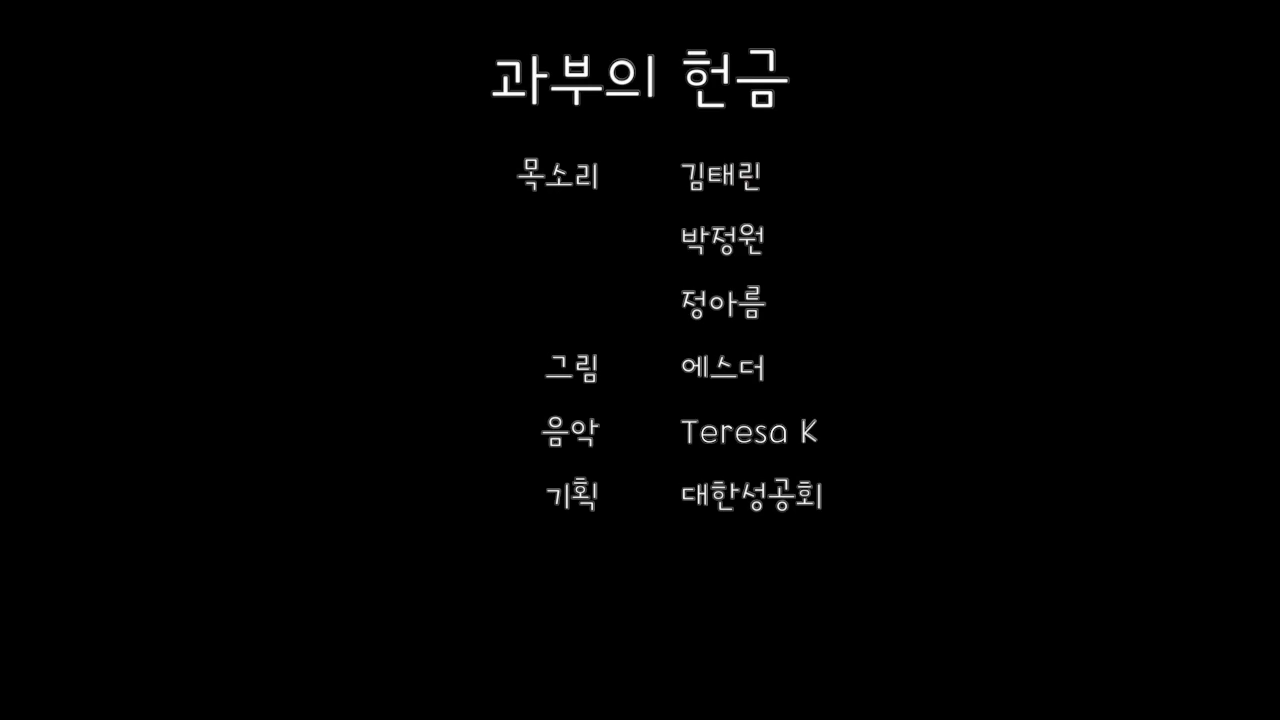 과부의 헌금
목소리 김태린
박정원
정아름
그림 에스더
음악 Teresa K
기획 대한성공회